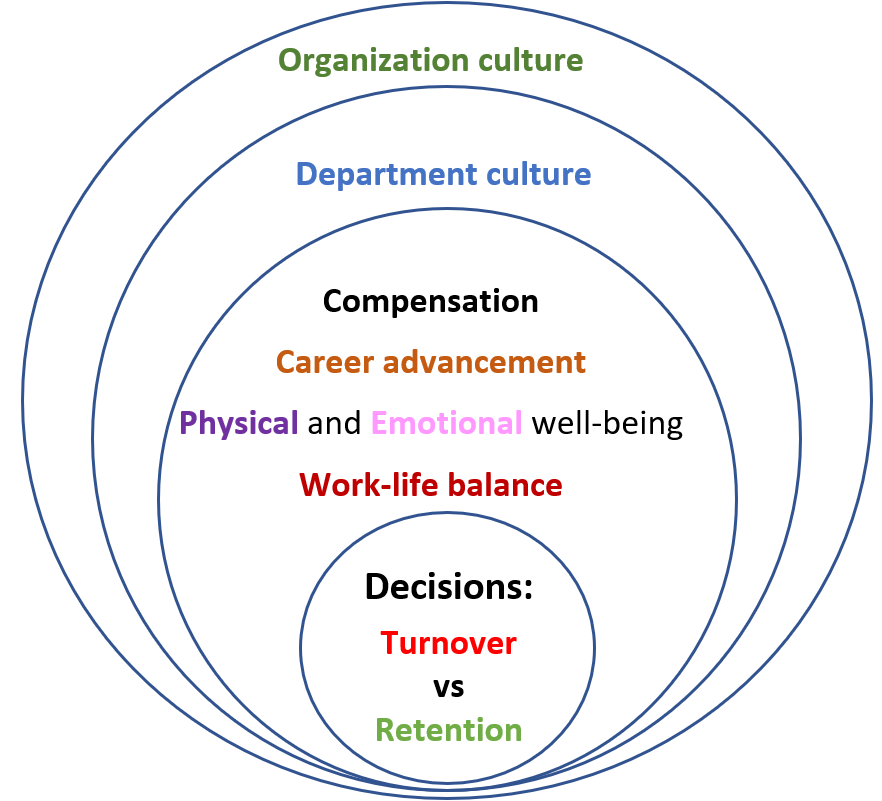 Organization culture
Department culture
Compensation
Career advancement
Physical and Emotional well-being
Work-life balance
Decisions:
Turnover
vs
Retention